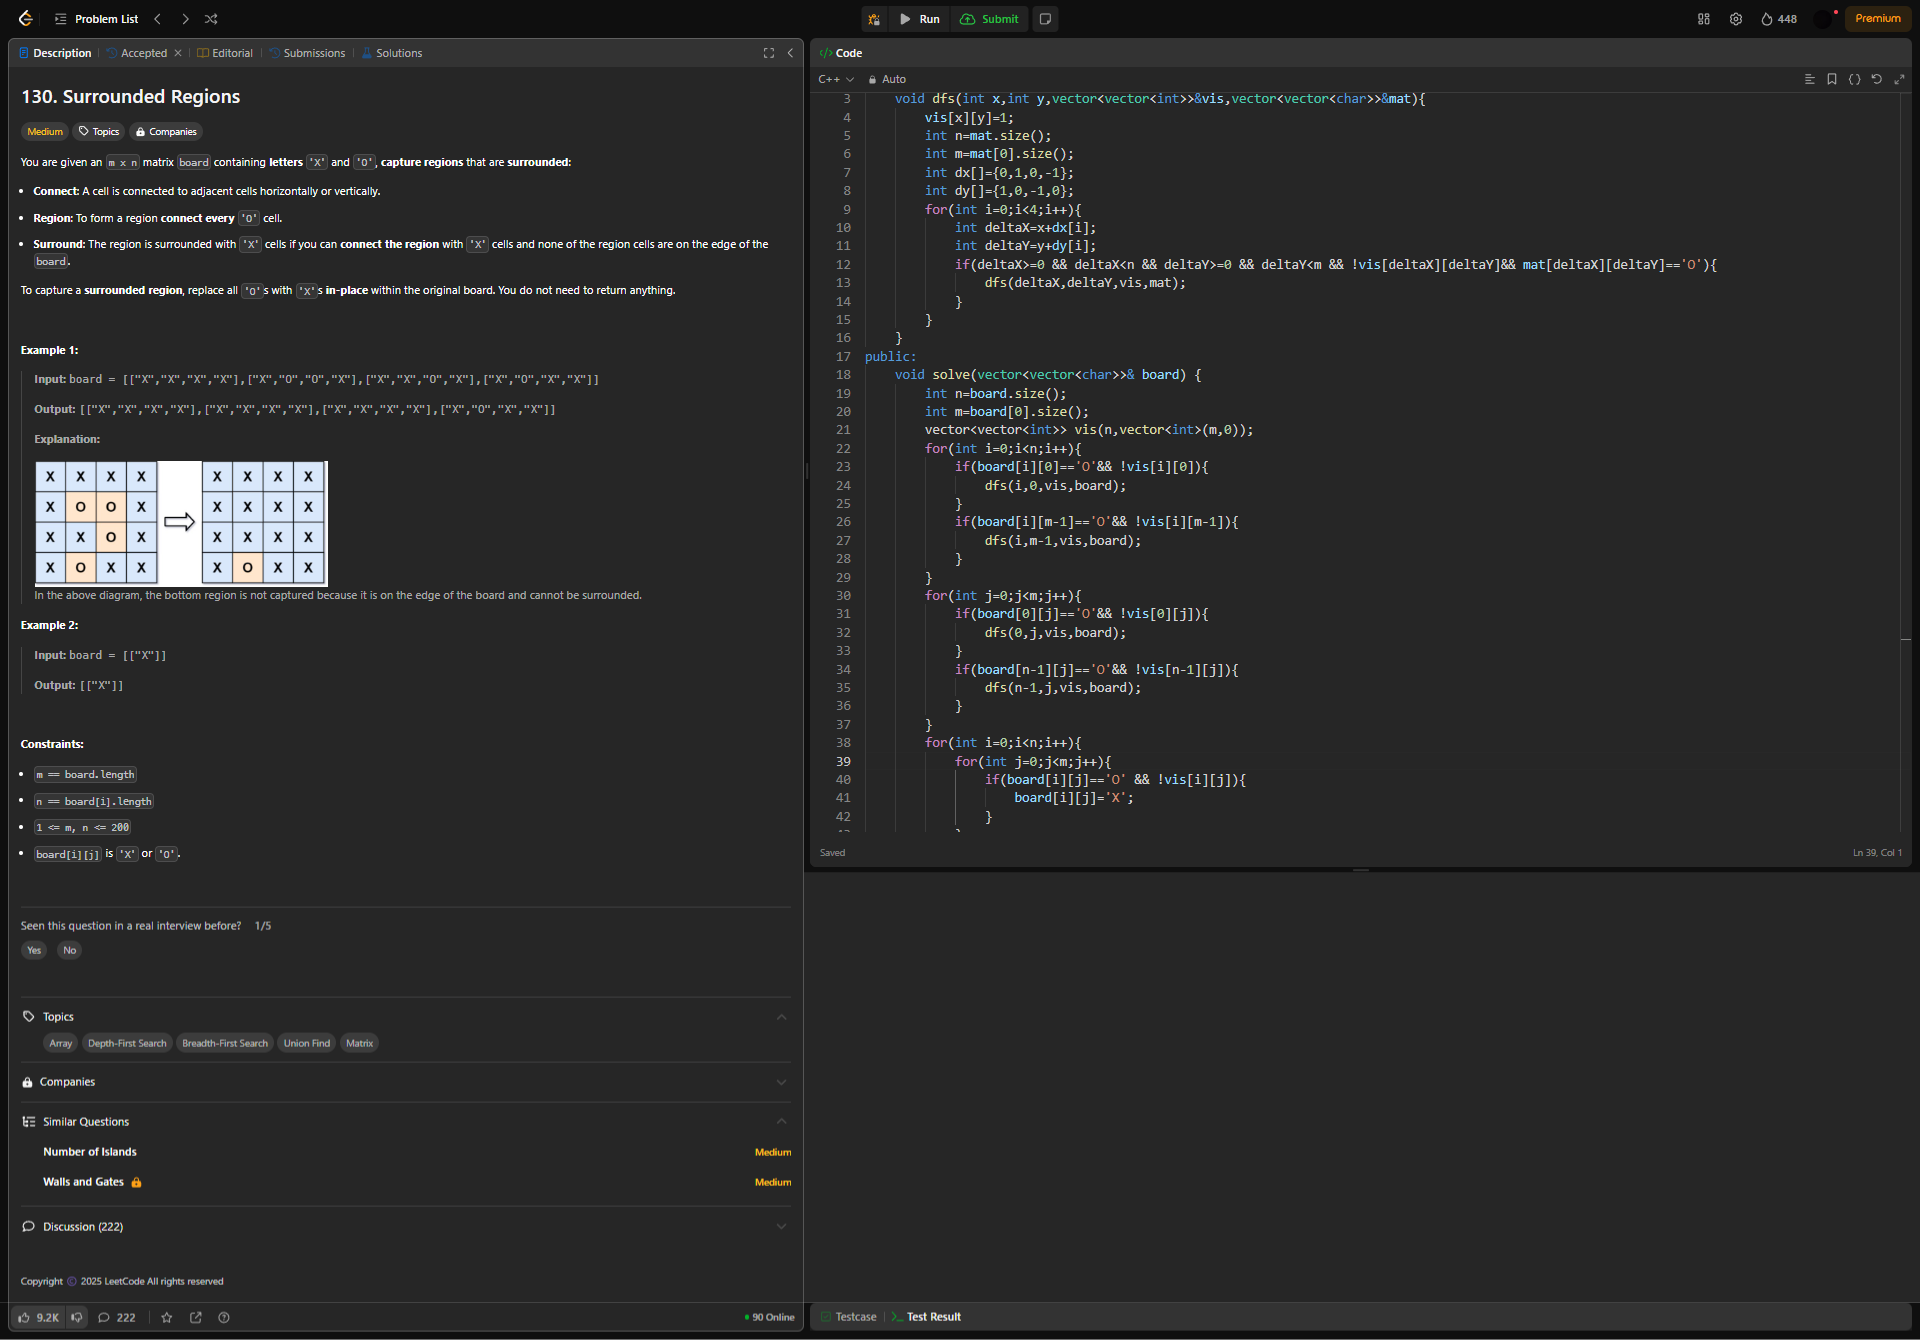 Problem List
Run
Submit
448
Premium
Description
Accepted
Editorial
Submissions
Solutions
130. Surrounded Regions
Medium
Topics
Companies
You are given an m x n matrix board containing letters 'X' and 'O', capture regions that are surrounded:
• Connect: A cell is connected to adjacent cells horizontally or vertically.
• Region: To form a region connect every 'O' cell.
• Surround: The region is surrounded with 'X' cells if you can connect the region with 'X' cells and none of the region cells are on the edge of the
board.
To capture a surrounded region, replace all 'O's with 'X's in-place within the original board. You do not need to return anything.
Example 1:
Input: board = [["X","X","X","X"],["X","O","O","X"],["X","X","O","X"],["X","O","X","X"]]
Output: [["X","X","X","X"],["X","X","X","X"],["X","X","X","X"],["X","O","X","X"]]
Explanation:
X X X X X X X X
X O O X X X X X
X X O X X X X X
X O X X X O X X
In the above diagram, the bottom region is not captured because it is on the edge of the board and cannot be surrounded.
Example 2:
Input: board = [["X"]]
Output: [["X"]]
Constraints:
• m == board.length
• n == board[i].length
• 1 <= m, n <= 200
• board[i][j] is 'X' or 'O'.
Seen this question in a real interview before? 1/5
Yes No
Topics
Array Depth-First Search Breadth-First Search Union Find Matrix
Companies
Similar Questions
Number of Islands Medium
Walls and Gates Medium
Discussion (222)
Copyright © 2025 LeetCode All rights reserved
9.2K 222 90 Online
</> Code
C++ Auto
3 void dfs(int x,int y,vector<vector<int>>&vis,vector<vector<char>>&mat){
4 vis[x][y]=1;
5 int n=mat.size();
6 int m=mat[0].size();
7 int dx[]={0,1,0,-1};
8 int dy[]={1,0,-1,0};
9 for(int i=0;i<4;i++){
10 int deltaX=x+dx[i];
11 int deltaY=y+dy[i];
12 if(deltaX>=0 && deltaX<n && deltaY>=0 && deltaY<m && !vis[deltaX][deltaY]&& mat[deltaX][deltaY]=='O'){
13 dfs(deltaX,deltaY,vis,mat);
14 }
15 }
16 }
17 public:
18 void solve(vector<vector<char>>& board) {
19 int n=board.size();
20 int m=board[0].size();
21 vector<vector<int>> vis(n,vector<int>(m,0));
22 for(int i=0;i<n;i++){
23 if(board[i][0]=='O'&& !vis[i][0]){
24 dfs(i,0,vis,board);
25 }
26 if(board[i][m-1]=='O'&& !vis[i][m-1]){
27 dfs(i,m-1,vis,board);
28 }
29 }
30 for(int j=0;j<m;j++){
31 if(board[0][j]=='O'&& !vis[0][j]){
32 dfs(0,j,vis,board);
33 }
34 if(board[n-1][j]=='O'&& !vis[n-1][j]){
35 dfs(n-1,j,vis,board);
36 }
37 }
38 for(int i=0;i<n;i++){
39 for(int j=0;j<m;j++){
40 if(board[i][j]=='O' && !vis[i][j]){
41 board[i][j]='X';
42 }
Saved Ln 39, Col 1
Testcase
>_ Test Result